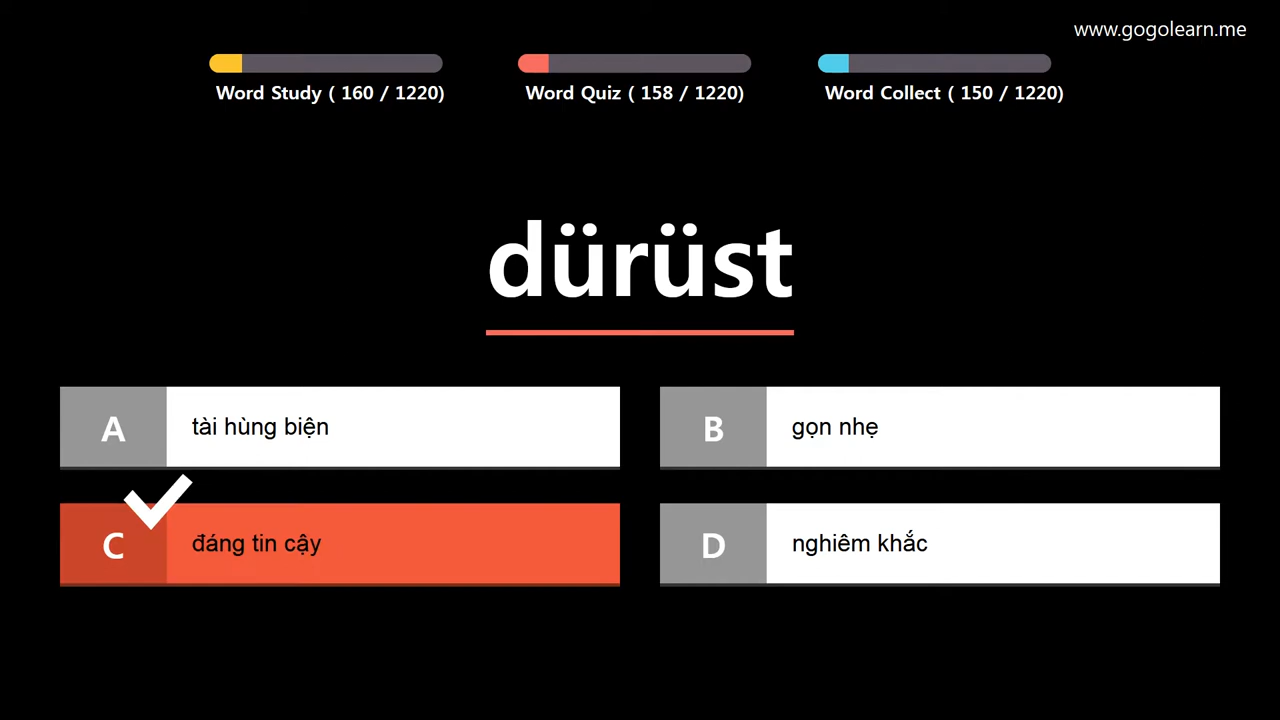 www.gogolearn.me
Word Study ( 160 / 1220)
Word Quiz ( 158 / 1220)
Word Collect ( 150 / 1220)
dürüst
A tài hùng biện
B gọn nhẹ
C đáng tin cậy
D nghiêm khắc